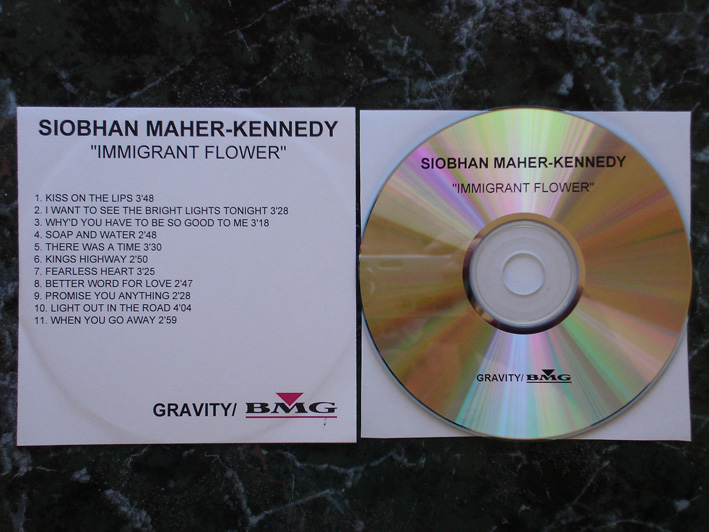 SIOBHAN MAHER-KENNEDY
"IMMIGRANT FLOWER"
1. KISS ON THE LIPS 3'48
2. I WANT TO SEE THE BRIGHT LIGHTS TONIGHT 3'28
3. WHY'D YOU HAVE TO BE SO GOOD TO ME 3'18
4. SOAP AND WATER 2'48
5. THERE WAS A TIME 3'30
6. KINGS HIGHWAY 2'50
7. FEARLESS HEART 3'25
8. BETTER WORD FOR LOVE 2'47
9. PROMISE YOU ANYTHING 2'28
10. LIGHT OUT IN THE ROAD 4'04
11. WHEN YOU GO AWAY 2'59
GRAVITY/ BMG
SIOBHAN MAHER-KENNEDY
"IMMIGRANT FLOWER"
GRAVITY/ BMG